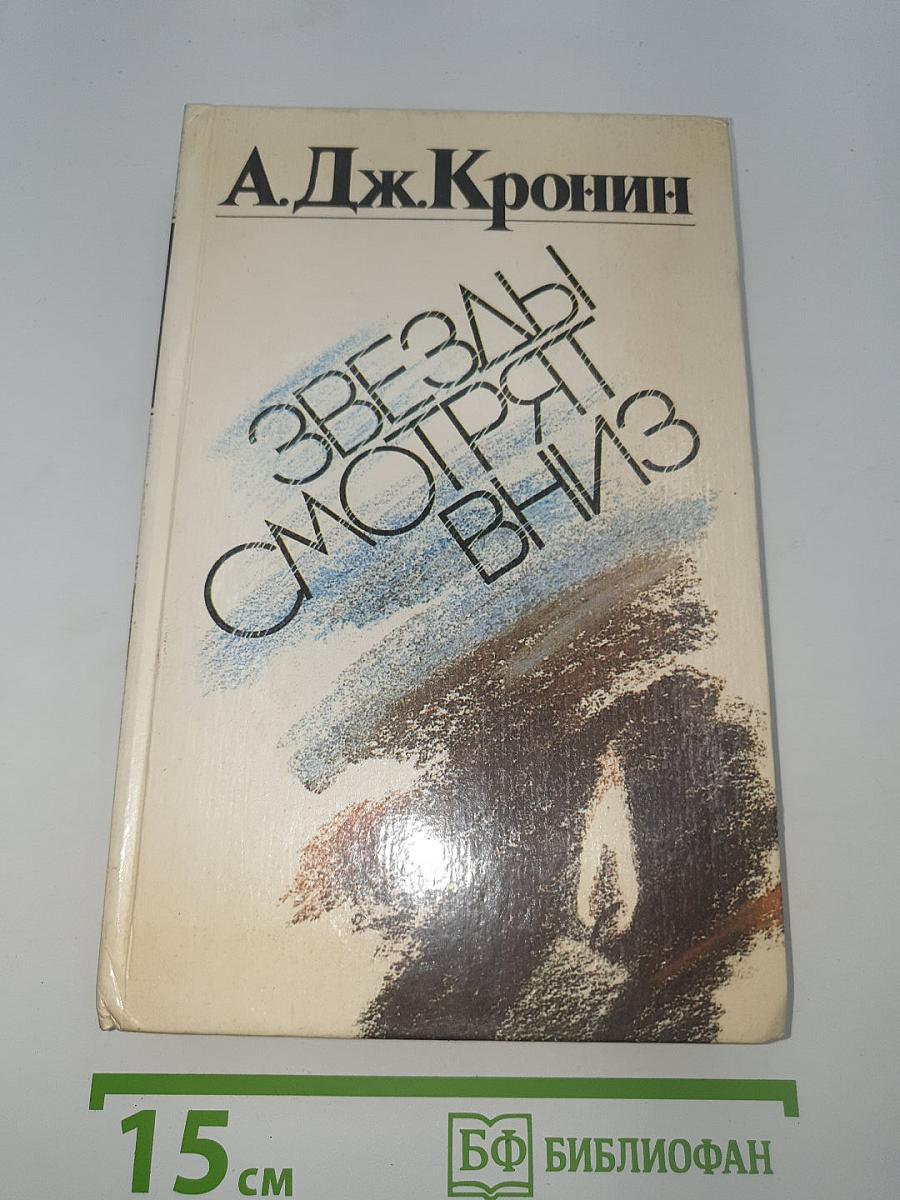 А.Дж.Кронин
ЗВЕЗДЫ
СМОТРЯТ
ВНИЗ
15 см
БФ БИБЛИОФАН